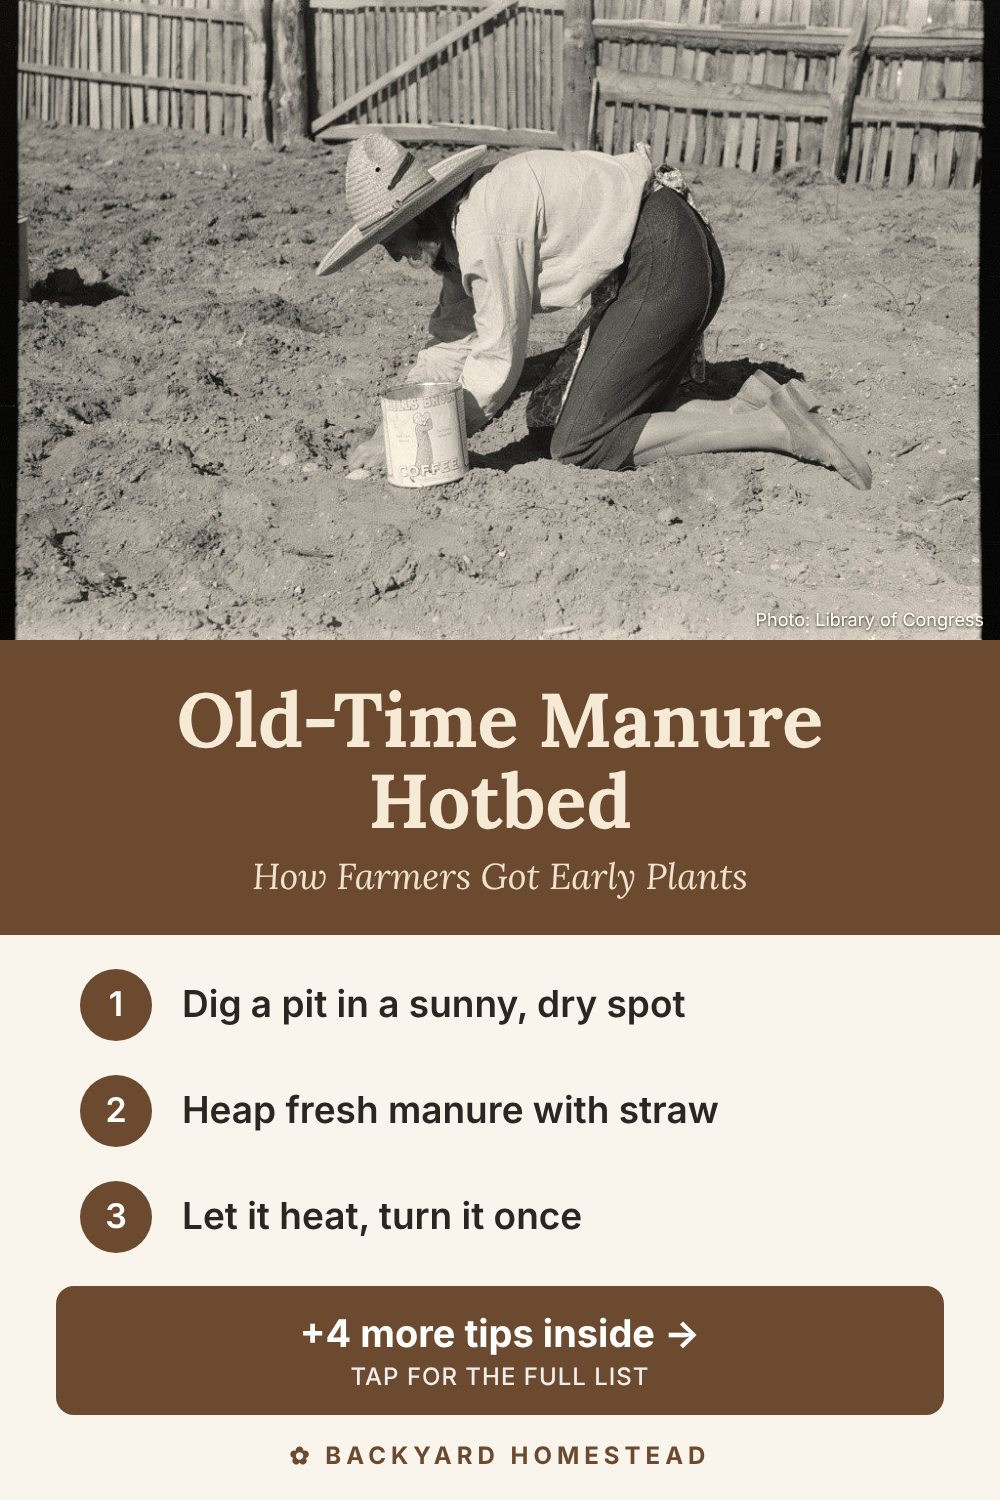 HILLS BROS
COFFEE
Photo: Library of Congress
Old-Time Manure
Hotbed
How Farmers Got Early Plants
1 Dig a pit in a sunny, dry spot
2 Heap fresh manure with straw
3 Let it heat, turn it once
+4 more tips inside →
TAP FOR THE FULL LIST
✿ BACKYARD HOMESTEAD